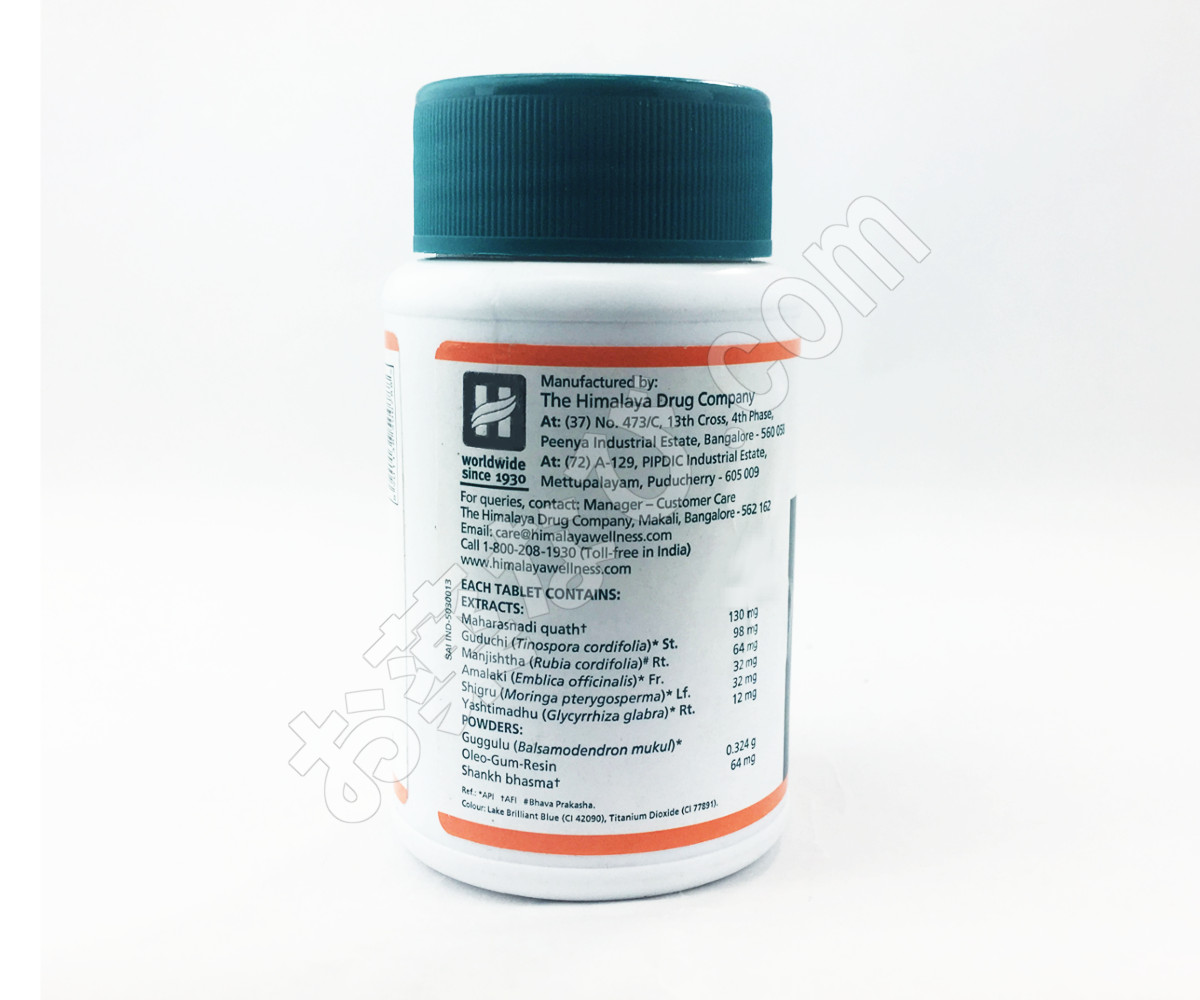 H
worldwide
since 1930
Manufactured by:
The Himalaya Drug Company
At: (37) No. 473/C, 13th Cross, 4th Phase,
Peenya Industrial Estate, Bangalore - 560 058
At: (72) A-129, PIPDIC Industrial Estate,
Mettupalayam, Puducherry - 605 009
For queries, contact: Manager – Customer Care
The Himalaya Drug Company, Makali, Bangalore - 562 162
Email: care@himalayawellness.com
Call 1-800-208-1930 (Toll-free in India)
www.himalayawellness.com
SAI IND-S030013
EACH TABLET CONTAINS:
EXTRACTS:
Maharasnadi quath† 130 mg
Guduchi (Tinospora cordifolia)* St. 98 mg
Manjishtha (Rubia cordifolia)# Rt. 64 mg
Amalaki (Emblica officinalis)* Fr. 32 mg
Shigru (Moringa pterygosperma)* Lf. 32 mg
Yashtimadhu (Glycyrrhiza glabra)* Rt. 12 mg
POWDERS:
Guggulu (Balsamodendron mukul)* 0.324 g
Oleo-Gum-Resin
Shankh bhasma† 64 mg
Ref.: *API †AFI #Bhava Prakasha.
Colour: Lake Brilliant Blue (CI 42090), Titanium Dioxide (CI 77891).